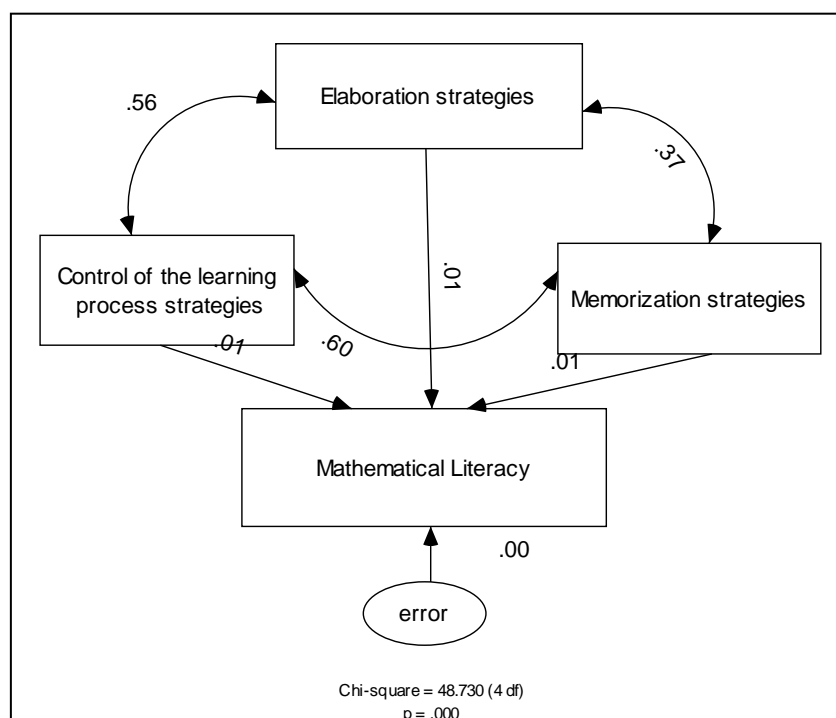 Elaboration strategies
.56
.37
Control of the learning
process strategies
Memorization strategies
.01
.01
.60
.01
Mathematical Literacy
.00
error
Chi-square = 48.730 (4 df)
p = .000